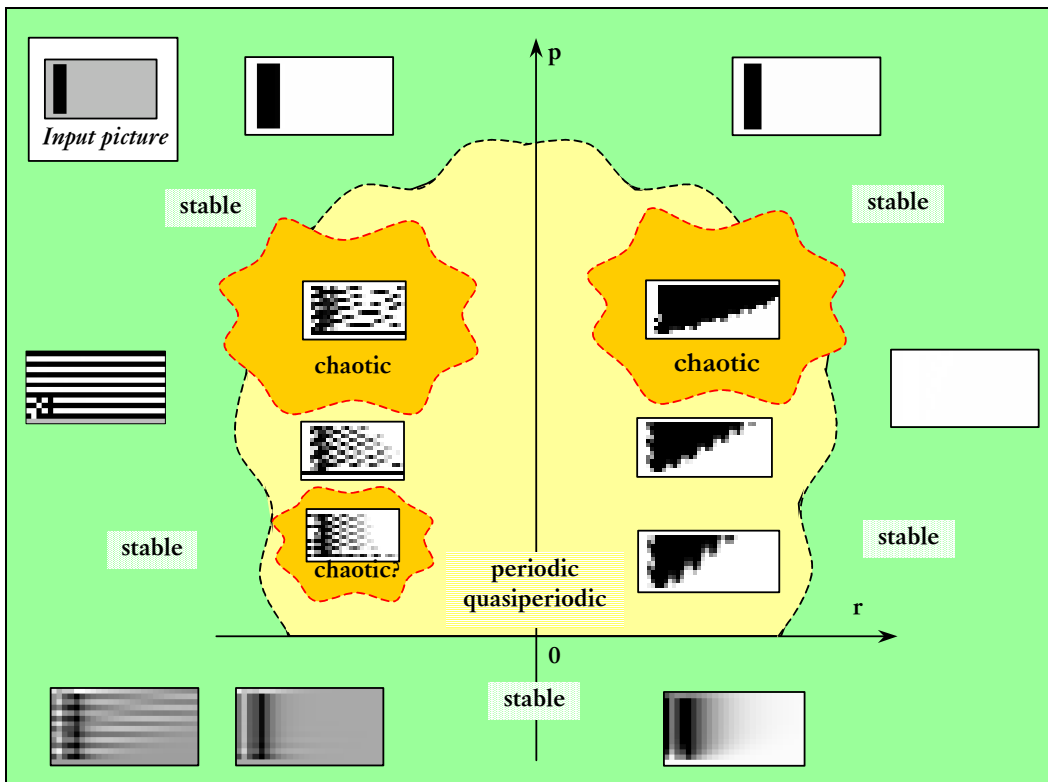 p
Input picture
stable
stable
chaotic
chaotic
stable
stable
chaotic?
periodic
quasiperiodic
r
0
stable